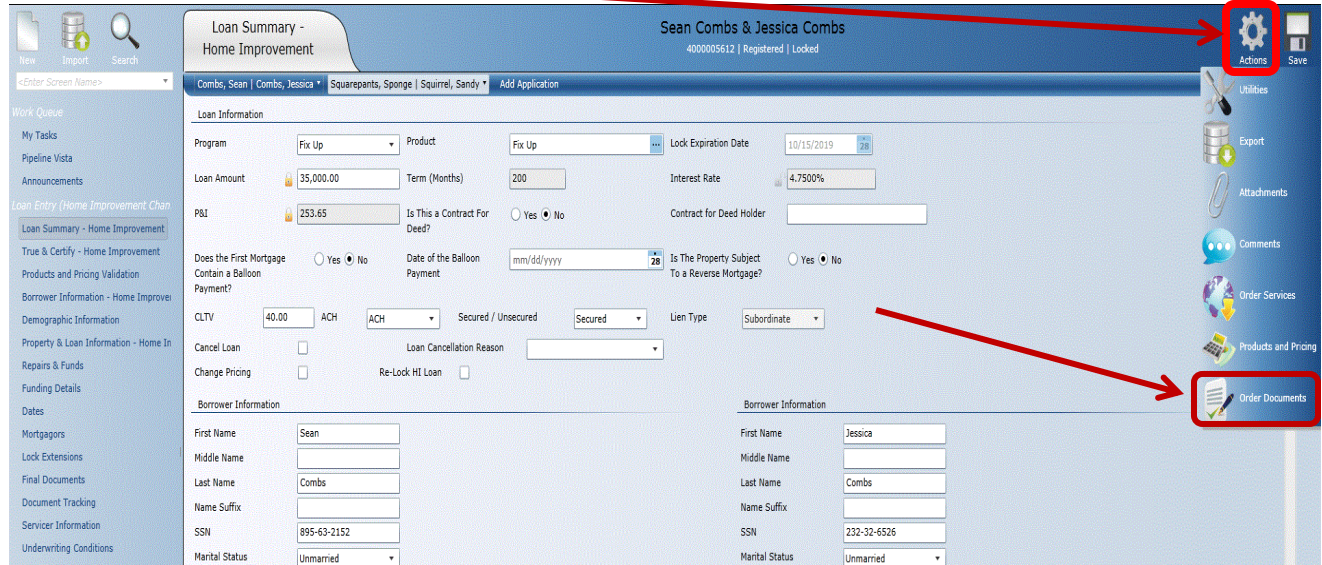 New Import Search
<Enter Screen Name>
Work Queue
My Tasks
Pipeline Vista
Announcements
Loan Entry (Home Improvement Chan
Loan Summary - Home Improvement
True & Certify - Home Improvement
Products and Pricing Validation
Borrower Information - Home Improver
Demographic Information
Property & Loan Information - Home In
Repairs & Funds
Funding Details
Dates
Mortgagors
Lock Extensions
Final Documents
Document Tracking
Servicer Information
Underwriting Conditions
Loan Summary -
Home Improvement
Sean Combs & Jessica Combs
4000005612 | Registered | Locked
Actions Save
Combs, Sean | Combs, Jessica Squarepants, Sponge | Squirrel, Sandy Add Application
Loan Information
Program Fix Up Product Fix Up ... Lock Expiration Date 10/15/2019 28
Loan Amount 35,000.00 Term (Months) 200 Interest Rate 4.7500%
P&I 253.65 Is This a Contract For Yes No Contract for Deed Holder
Deed?
Does the First Mortgage Yes No Date of the Balloon mm/dd/yyyy 28 Is The Property Subject Yes No
Contain a Balloon Payment To a Reverse Mortgage?
Payment?
CLTV 40.00 ACH ACH Secured / Unsecured Secured Lien Type Subordinate
Cancel Loan Loan Cancellation Reason
Change Pricing Re-Lock HI Loan
Borrower Information Borrower Information
First Name Sean First Name Jessica
Middle Name Middle Name
Last Name Combs Last Name Combs
Name Suffix Name Suffix
SSN 895-63-2152 SSN 232-32-6526
Marital Status Unmarried Marital Status Unmarried
Utilities
Export
Attachments
Comments
Order Services
Products and Pricing
Order Documents